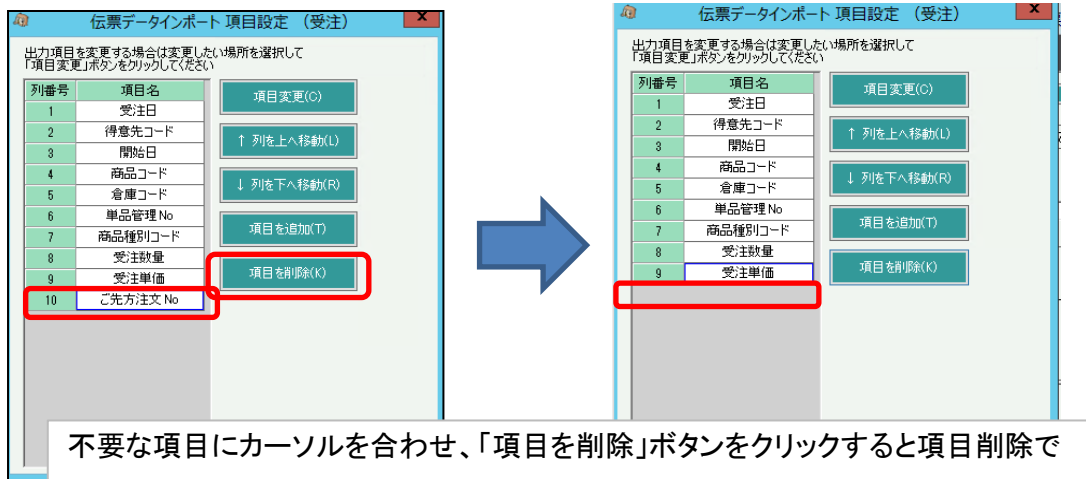 伝票データインポート 項目設定 （受注）
x
出力項目を変更する場合は変更したい場所を選択して
「項目変更」ボタンをクリックしてください
列番号 項目名
1 受注日
2 得意先コード
3 開始日
4 商品コード
5 倉庫コード
6 単品管理No
7 商品種別コード
8 受注数量
9 受注単価
10 ご先方注文No
項目変更(C)
↑ 列を上へ移動(L)
↓ 列を下へ移動(R)
項目を追加(T)
項目を削除(K)
伝票データインポート 項目設定 （受注）
x
出力項目を変更する場合は変更したい場所を選択して
「項目変更」ボタンをクリックしてください
列番号 項目名
1 受注日
2 得意先コード
3 開始日
4 商品コード
5 倉庫コード
6 単品管理No
7 商品種別コード
8 受注数量
9 受注単価
項目変更(C)
↑ 列を上へ移動(L)
↓ 列を下へ移動(R)
項目を追加(T)
項目を削除(K)
不要な項目にカーソルを合わせ、「項目を削除」ボタンをクリックすると項目削除で